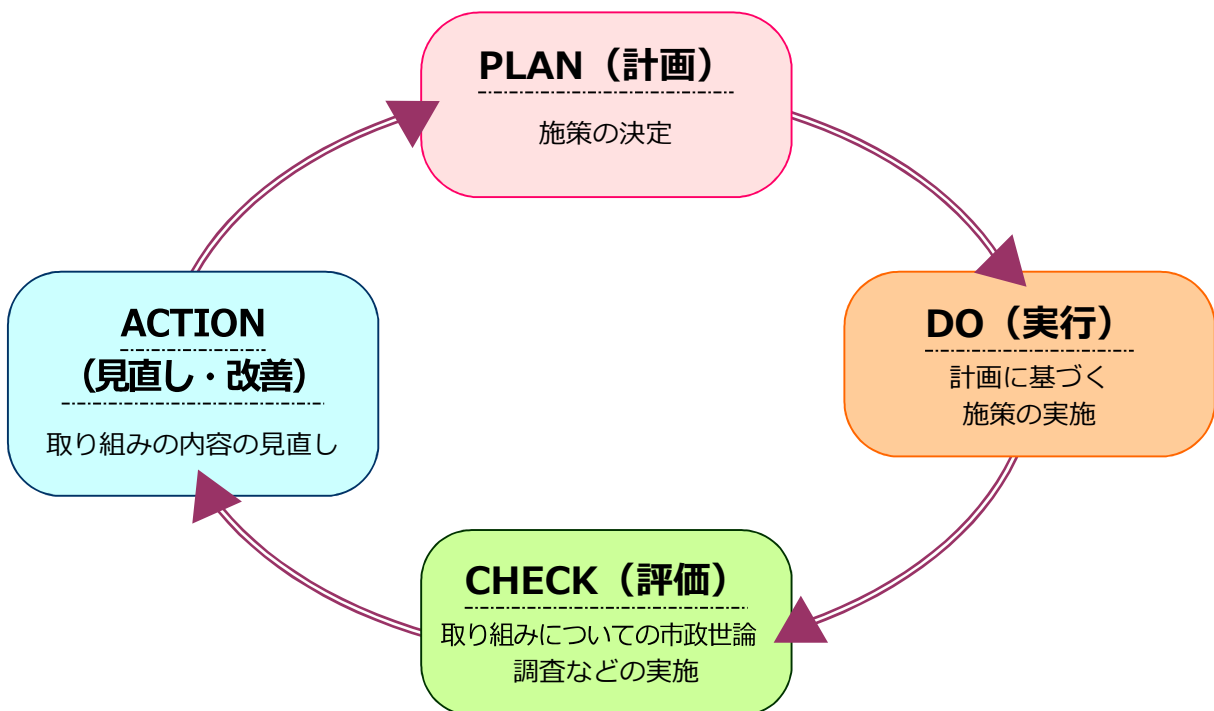 PLAN（計画）
施策の決定
DO（実行）
計画に基づく
施策の実施
CHECK（評価）
取り組みについての市政世論
調査などの実施
ACTION
（見直し・改善）
取り組みの内容の見直し